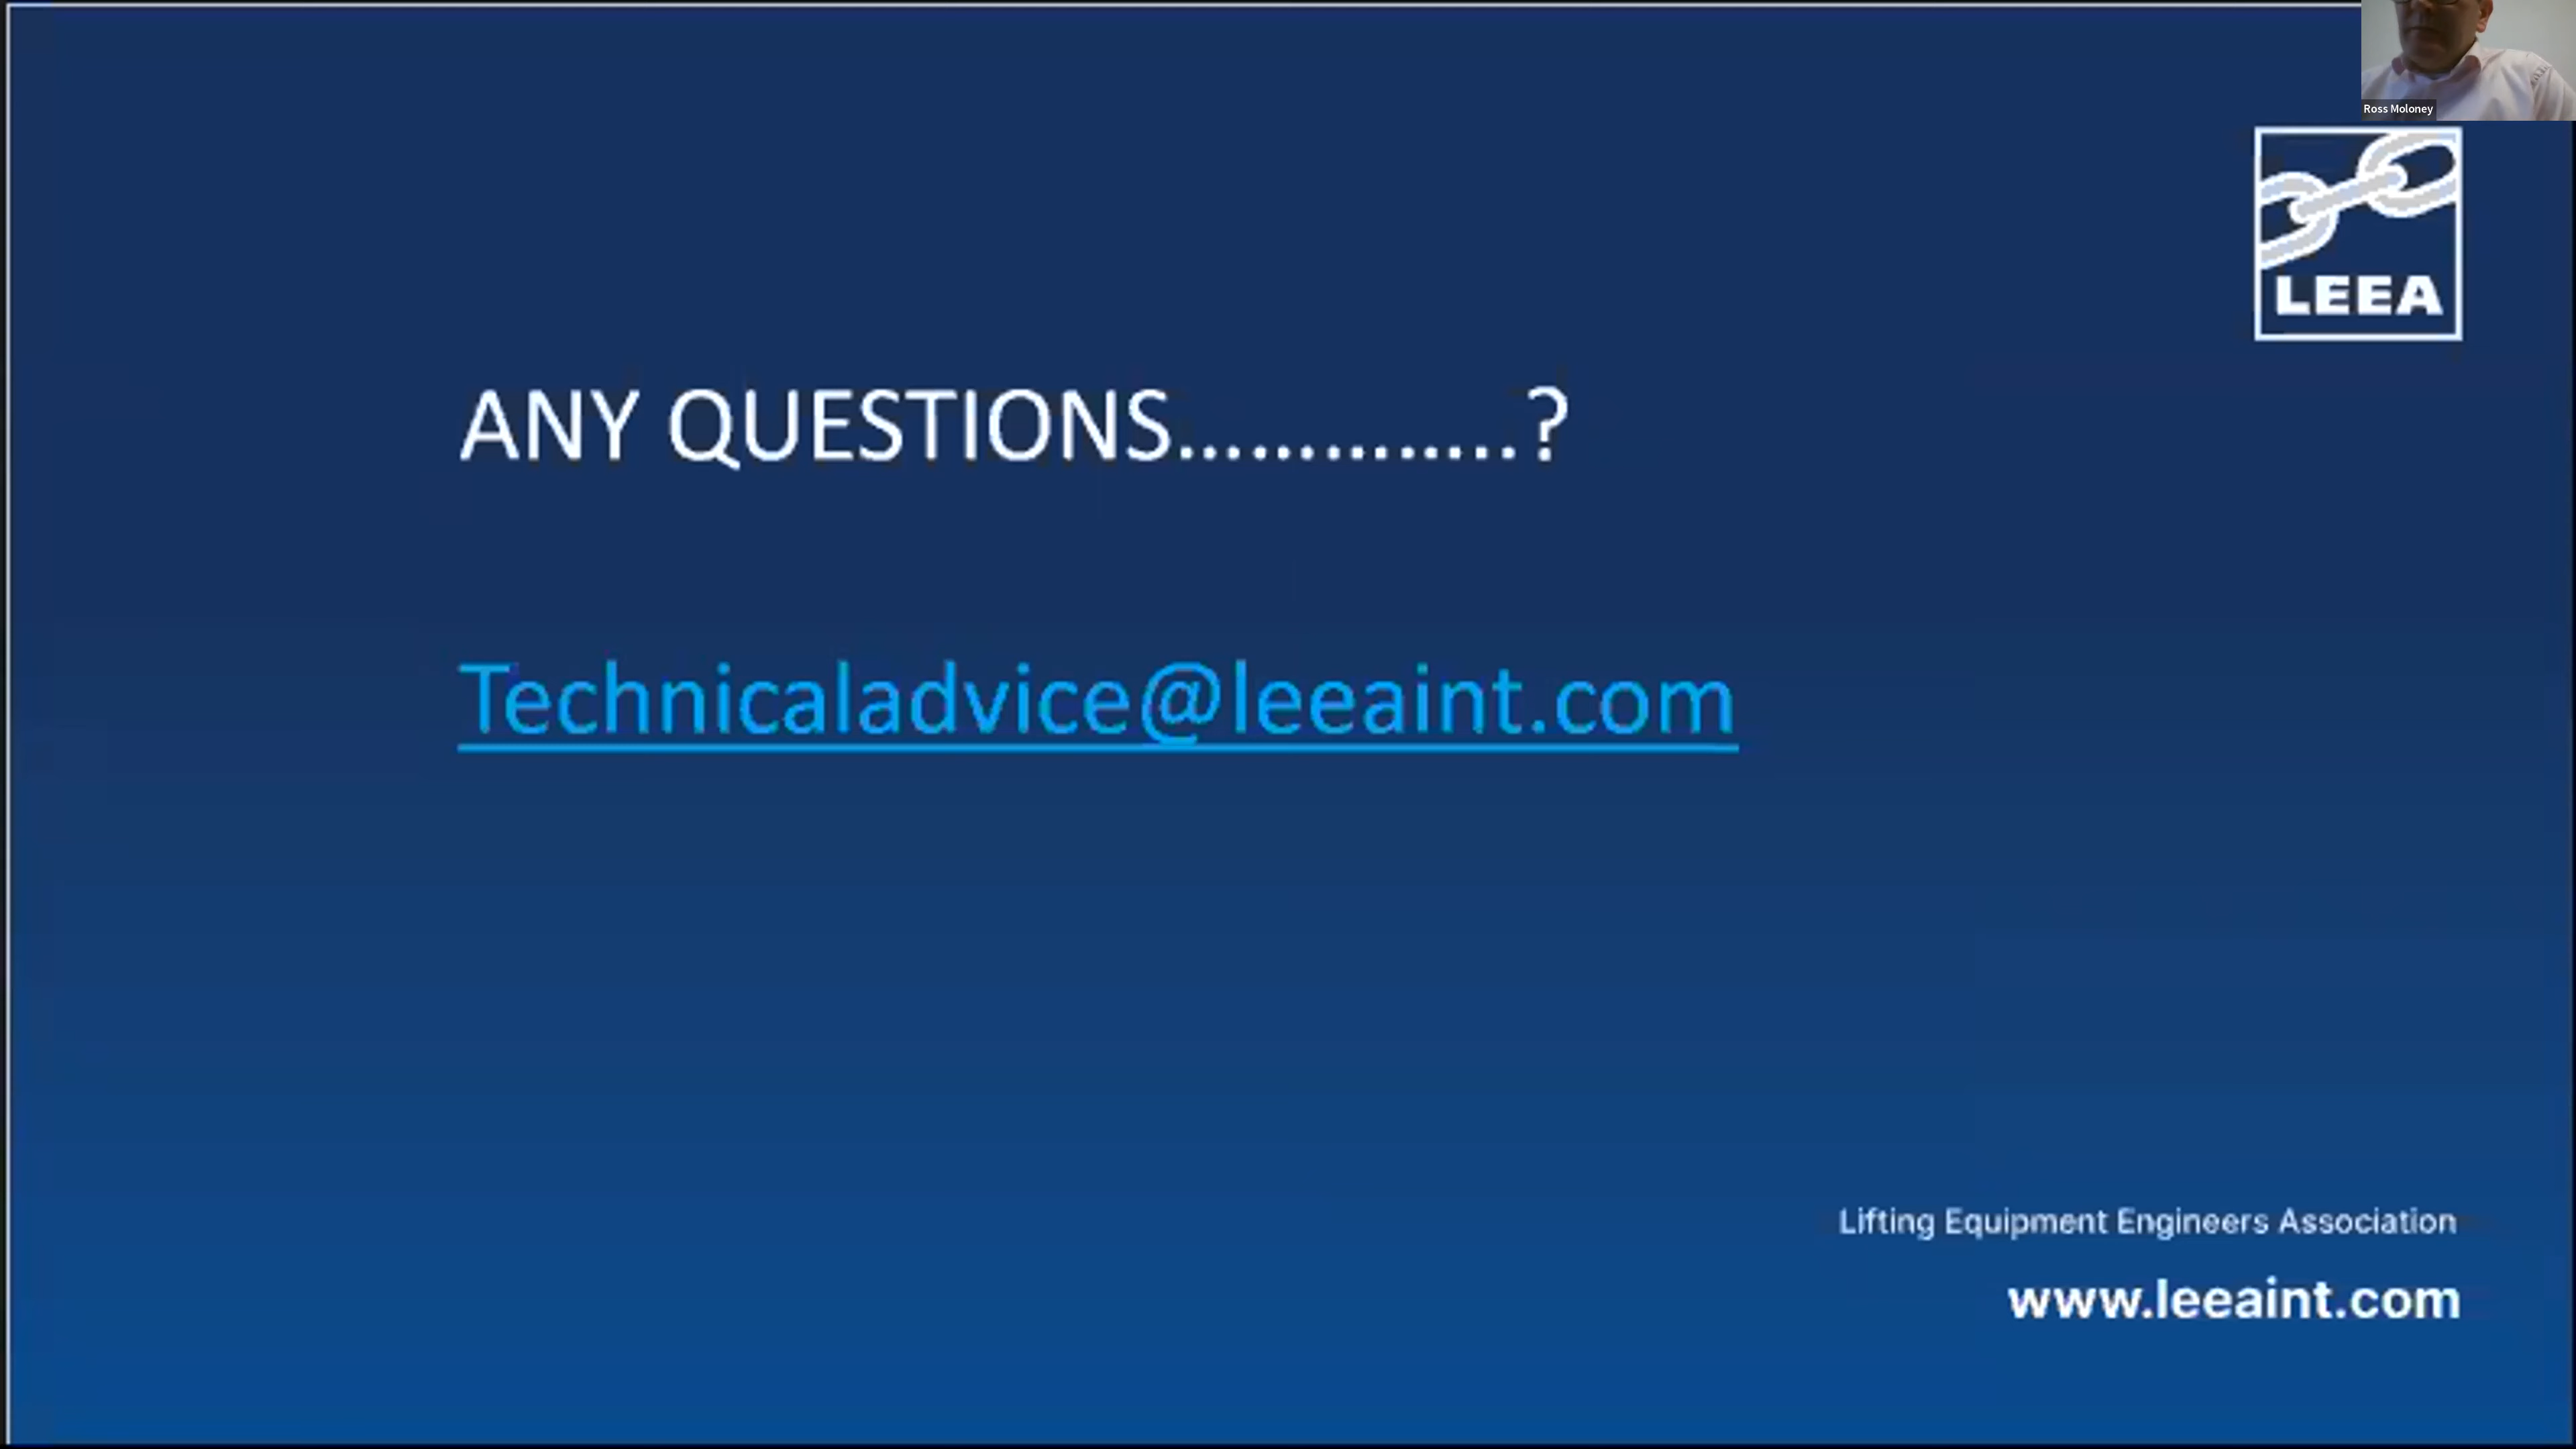 Ross Moloney
LEEA
ANY QUESTIONS..............?
Technicaladvice@leeaint.com
Lifting Equipment Engineers Association
www.leeaint.com